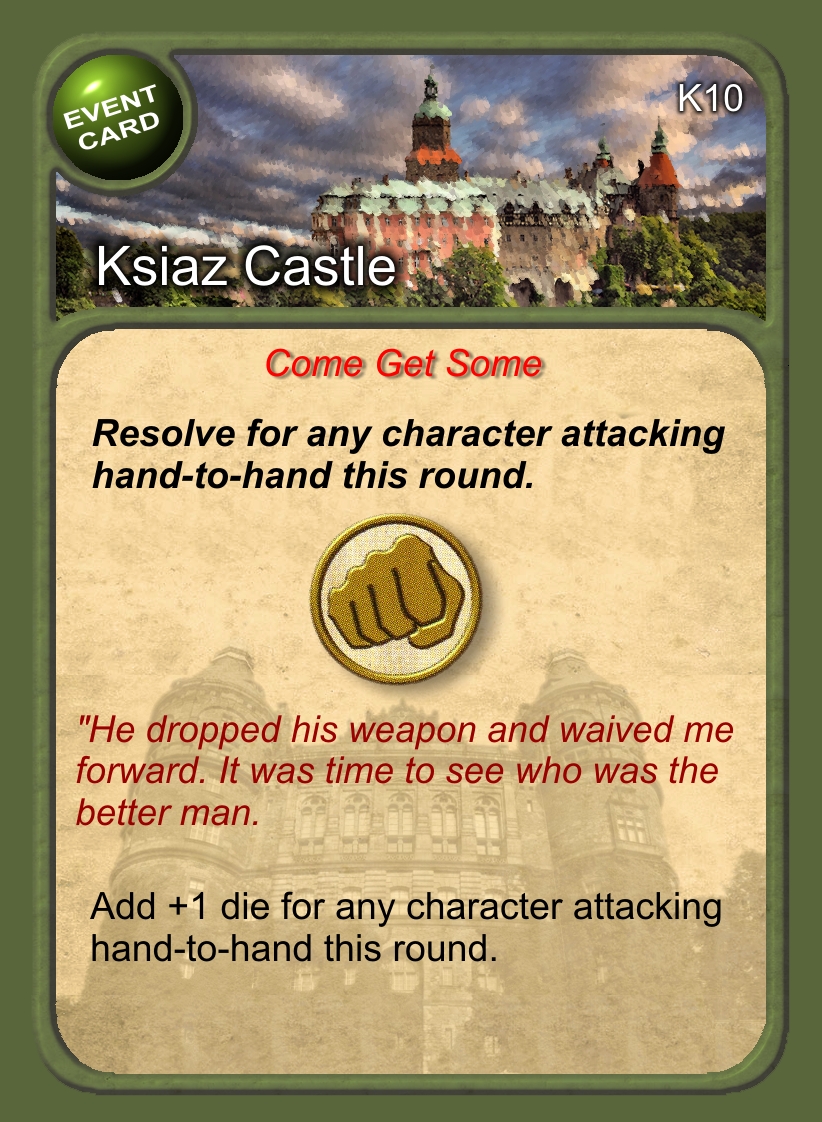 EVENT
CARD
K10
Ksiaz Castle
Come Get Some
Resolve for any character attacking
hand-to-hand this round.
"He dropped his weapon and waived me
forward. It was time to see who was the
better man.
Add +1 die for any character attacking
hand-to-hand this round.